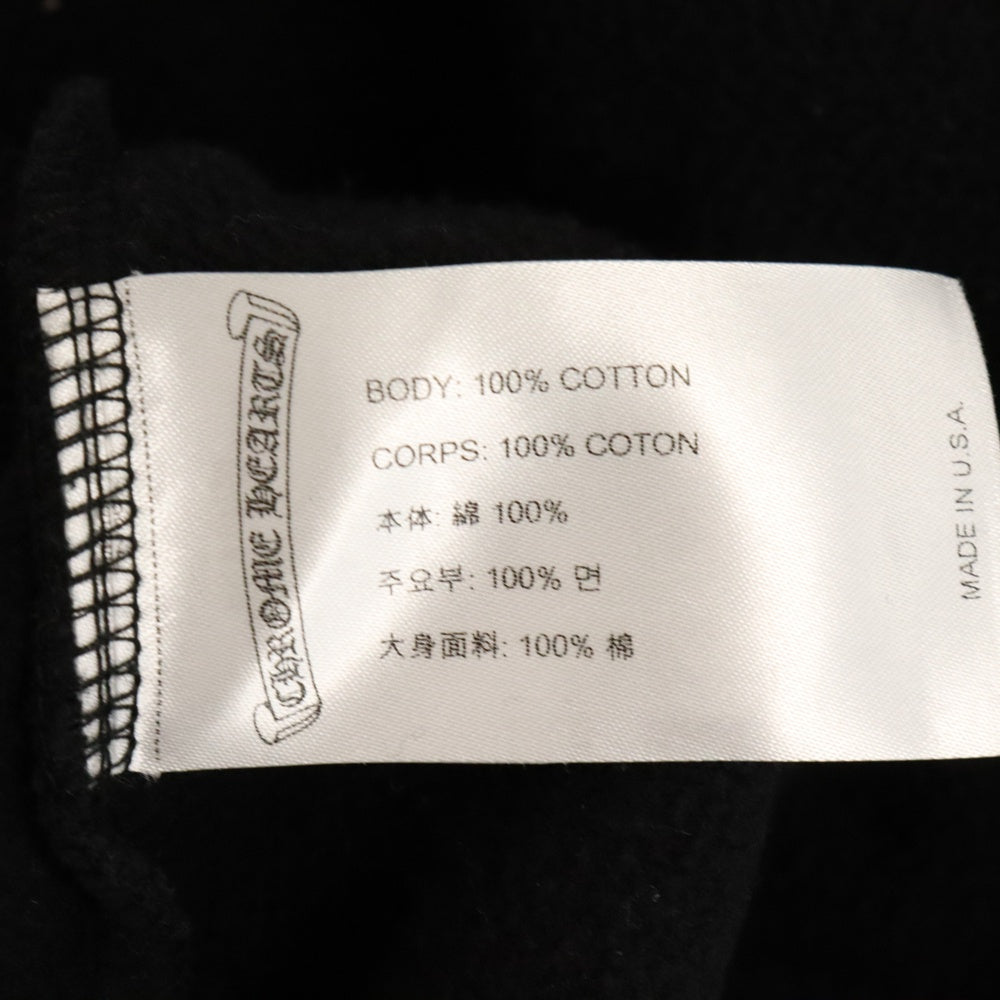 CHROME HEARTS
BODY: 100% COTTON
CORPS: 100% COTON
本体: 綿 100%
주요부: 100% 면
大身面料: 100% 棉
MADE IN U.S.A.